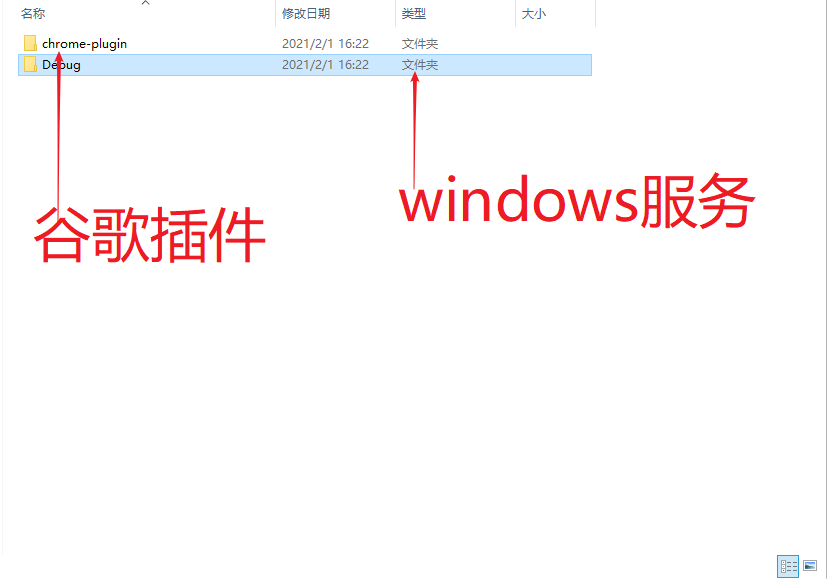 名称 修改日期 类型 大小
chrome-plugin 2021/2/1 16:22 文件夹
Debug 2021/2/1 16:22 文件夹
windows服务
谷歌插件